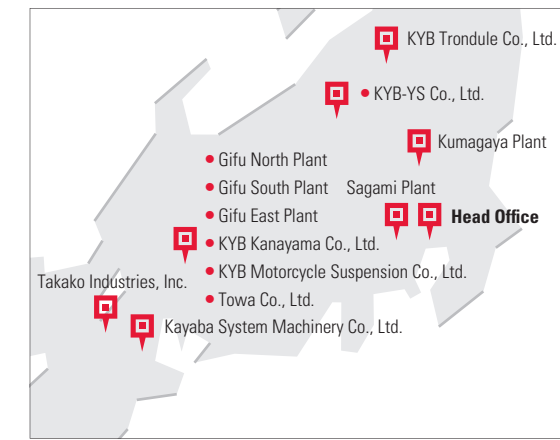 KYB Trondule Co., Ltd.
KYB-YS Co., Ltd.
Kumagaya Plant
Gifu North Plant
Gifu South Plant
Sagami Plant
Gifu East Plant
Head Office
KYB Kanayama Co., Ltd.
KYB Motorcycle Suspension Co., Ltd.
Takako Industries, Inc.
Towa Co., Ltd.
Kayaba System Machinery Co., Ltd.